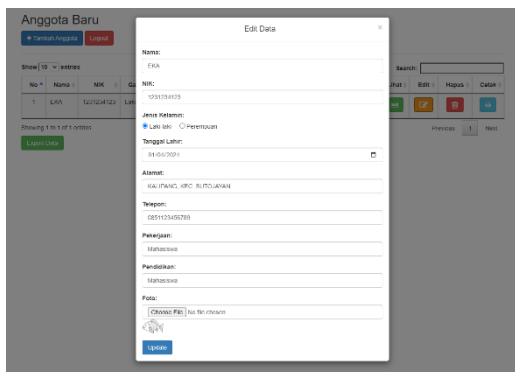 Anggota Baru
+ Tambah Anggota Logout
Show 10 entries
Search:
No Nama NIK Lihat Edit Hapus Cetak
1 EKA 1231234123
Showing 1 to 1 of 1 entries
Previous 1 Next
Export Data
Edit Data ×
Nama:
EKA
NIK:
1231234123
Jenis Kelamin:
Laki-laki Perempuan
Tanggal Lahir:
01/04/2024
Alamat:
KALIPANG, KEC. SUTOJAYAN
Telepon:
0851123456789
Pekerjaan:
Mahasiswa
Pendidikan:
Mahasiswa
Foto:
Choose File No file chosen
Update